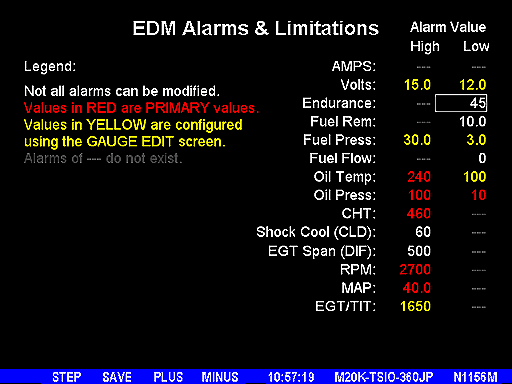 EDM Alarms & Limitations
Alarm Value
High Low
Legend:
Not all alarms can be modified.
Values in RED are PRIMARY values.
Values in YELLOW are configured
using the GAUGE EDIT screen.
Alarms of --- do not exist.
AMPS: --- ---
Volts: 15.0 12.0
Endurance: --- 45
Fuel Rem: --- 10.0
Fuel Press: 30.0 3.0
Fuel Flow: --- 0
Oil Temp: 240 100
Oil Press: 100 10
CHT: 460 ---
Shock Cool (CLD): 60 ---
EGT Span (DIF): 500 ---
RPM: 2700 ---
MAP: 40.0 ---
EGT/TIT: 1650 ---
STEP SAVE PLUS MINUS 10:57:19 M20K-TSIO-360JP N1156M